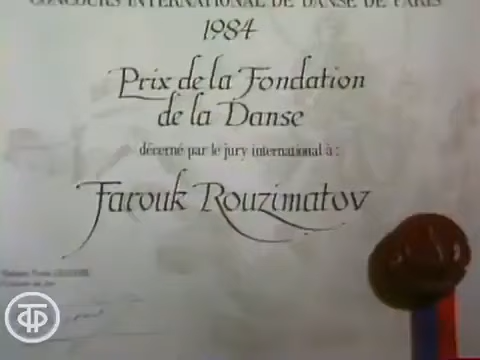 CONCOURS INTERNATIONAL DE DANSE DE PARIS
1984
Prix de la Fondation
de la Danse
décerné par le jury international à :
Farouk Rouzimatov